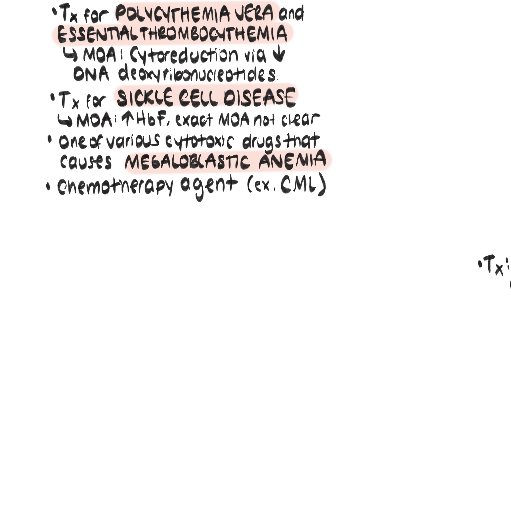 •Tx for POLYCYTHEMIA VERA and
ESSENTIAL THROMBOCYTHEMIA
↳ MOA: Cytoreduction via ↓
DNA deoxyribonucleotides.
•Tx for SICKLE CELL DISEASE
↳ MOA: ↑HbF, exact MOA not clear
• one of various cytotoxic drugs that
causes MEGALOBLASTIC ANEMIA
• Chemotherapy agent (ex. CML)
•Tx: